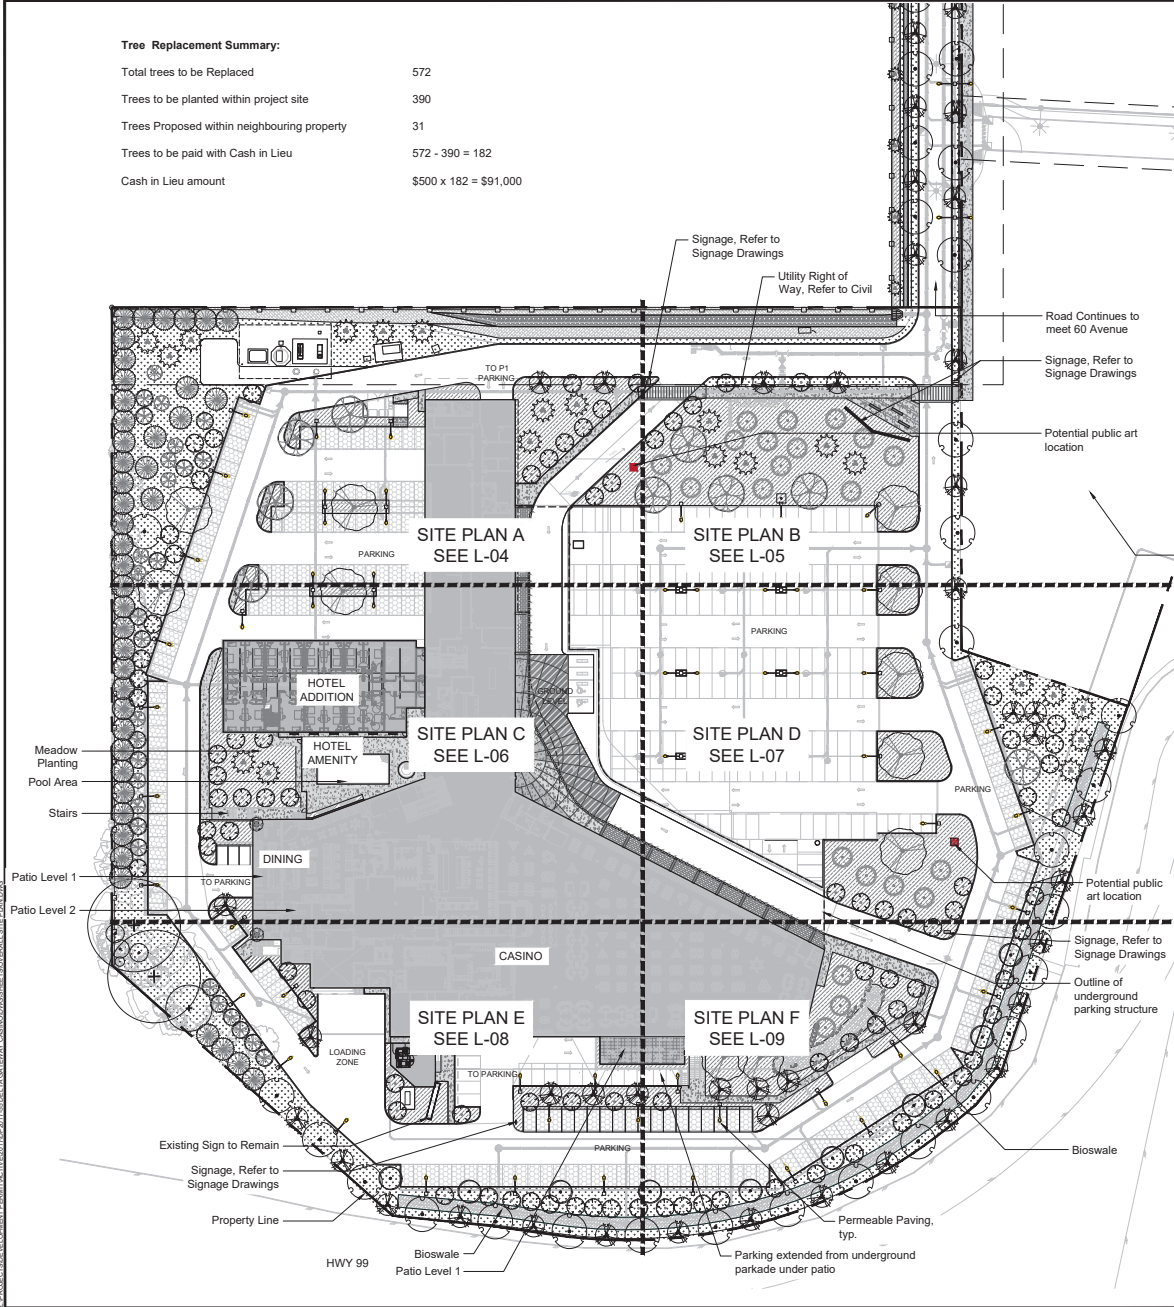 Tree Replacement Summary:
Total trees to be Replaced 572
Trees to be planted within project site 390
Trees Proposed within neighbouring property 31
Trees to be paid with Cash in Lieu 572 - 390 = 182
Cash in Lieu amount $500 x 182 = $91,000
Signage, Refer to
Signage Drawings
Utility Right of
Way, Refer to Civil
Road Continues to
meet 60 Avenue
Signage, Refer to
Signage Drawings
TO P1
PARKING
Potential public art
location
SITE PLAN A
SEE L-04
SITE PLAN B
SEE L-05
PARKING
PARKING
HOTEL
ADDITION
GROUND
LEVEL
SITE PLAN C
SEE L-06
SITE PLAN D
SEE L-07
HOTEL
AMENITY
Meadow
Planting
Pool Area
Stairs
PARKING
DINING
TO PARKING
Patio Level 1
Patio Level 2
Potential public
art location
CASINO
Signage, Refer to
Signage Drawings
Outline of
underground
parking structure
SITE PLAN E
SEE L-08
SITE PLAN F
SEE L-09
LOADING
ZONE
TO PARKING
Existing Sign to Remain
PARKING
Bioswale
Signage, Refer to
Signage Drawings
Property Line
Permeable Paving,
typ.
Bioswale
Patio Level 1
HWY 99
Parking extended from underground
parkade under patio